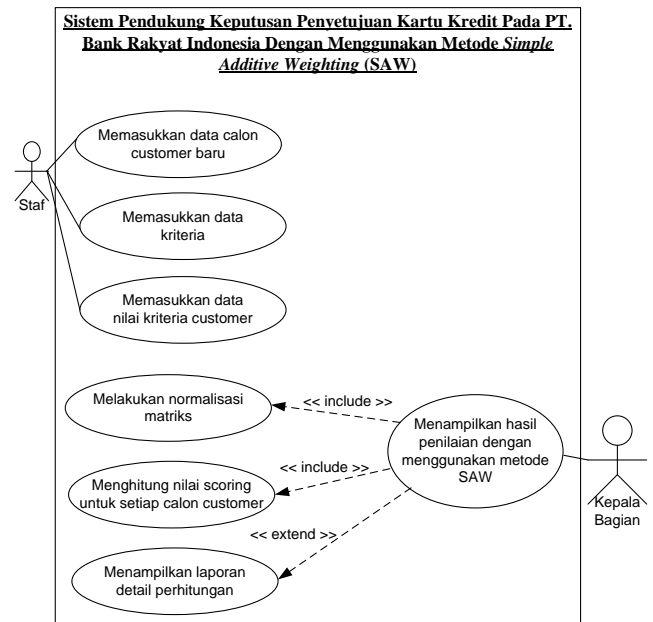 Sistem Pendukung Keputusan Penyetujuan Kartu Kredit Pada PT.
Bank Rakyat Indonesia Dengan Menggunakan Metode Simple
Additive Weighting (SAW)
Memasukkan data calon
customer baru
Staf
Memasukkan data
kriteria
Memasukkan data
nilai kriteria customer
Melakukan normalisasi
matriks
<< include >>
Menampilkan hasil
penilaian dengan
menggunakan metode
SAW
<< include >>
Menghitung nilai scoring
untuk setiap calon customer
Kepala
Bagian
<< extend >>
Menampilkan laporan
detail perhitungan